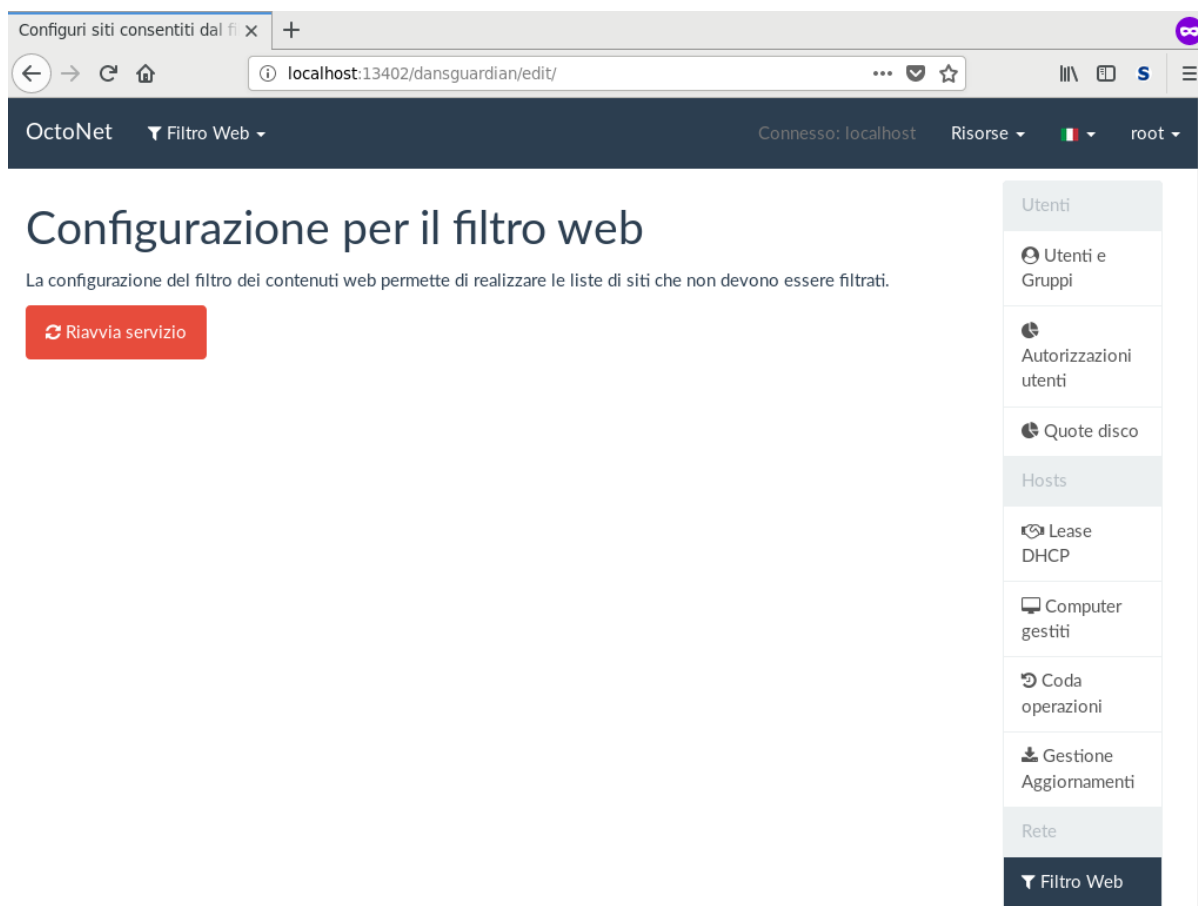 Configuri siti consentiti dal fi
localhost:13402/dansguardian/edit/
OctoNet
Filtro Web
Connesso: localhost
Risorse
root
Configurazione per il filtro web
La configurazione del filtro dei contenuti web permette di realizzare le liste di siti che non devono essere filtrati.
Riavvia servizio
Utenti
Utenti e
Gruppi
Autorizzazioni
utenti
Quote disco
Hosts
Lease
DHCP
Computer
gestiti
Coda
operazioni
Gestione
Aggiornamenti
Rete
Filtro Web